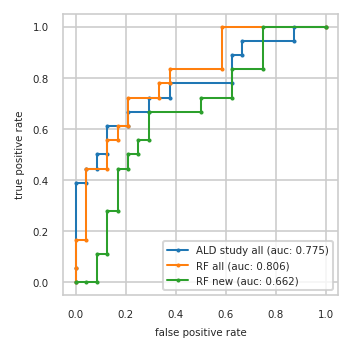 1.0
0.8
0.6
0.4
0.2
0.0
true positive rate
ALD study all (auc: 0.775)
RF all (auc: 0.806)
RF new (auc: 0.662)
0.0 0.2 0.4 0.6 0.8 1.0
false positive rate